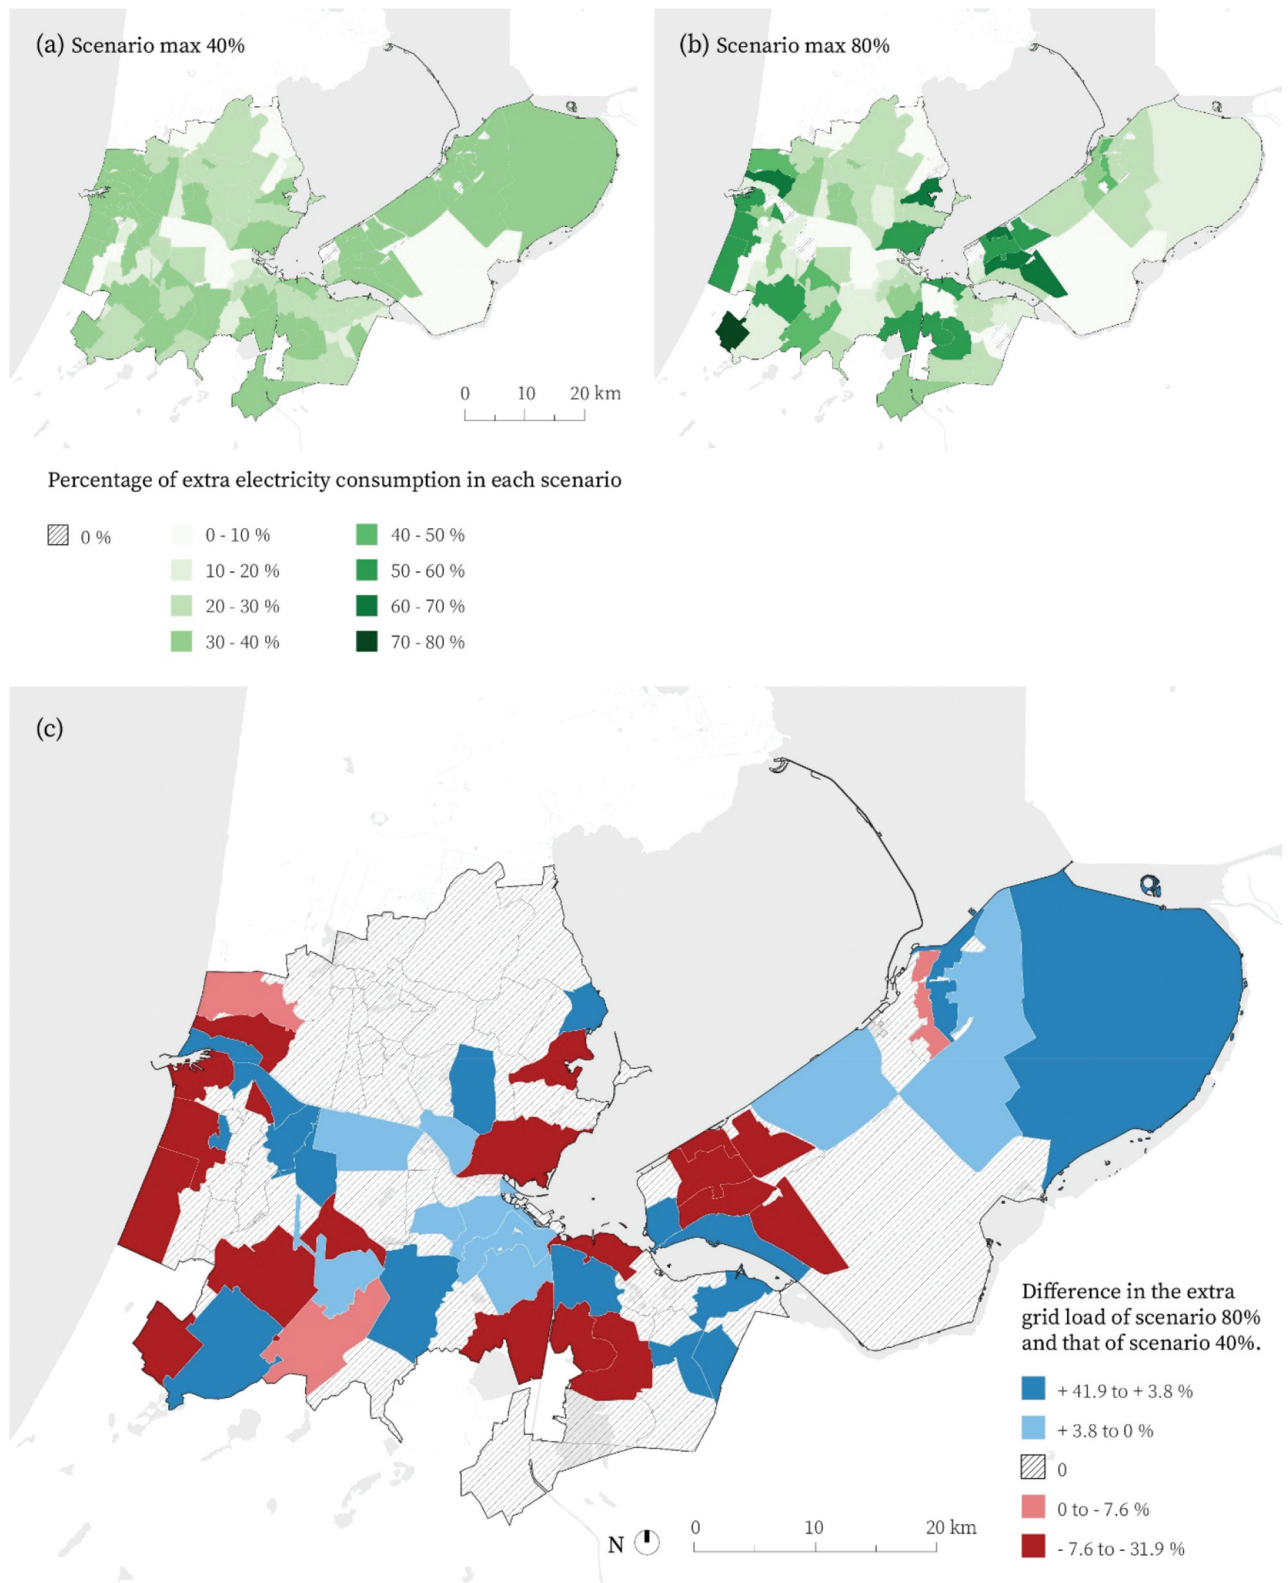 (a) Scenario max 40%
(b) Scenario max 80%
0 10 20 km
Percentage of extra electricity consumption in each scenario
0 %
0 - 10 %
10 - 20 %
20 - 30 %
30 - 40 %
40 - 50 %
50 - 60 %
60 - 70 %
70 - 80 %
(c)
Difference in the extra
grid load of scenario 80%
and that of scenario 40%.
+ 41.9 to + 3.8 %
+ 3.8 to 0 %
0
0 to - 7.6 %
- 7.6 to - 31.9 %
N
0 10 20 km